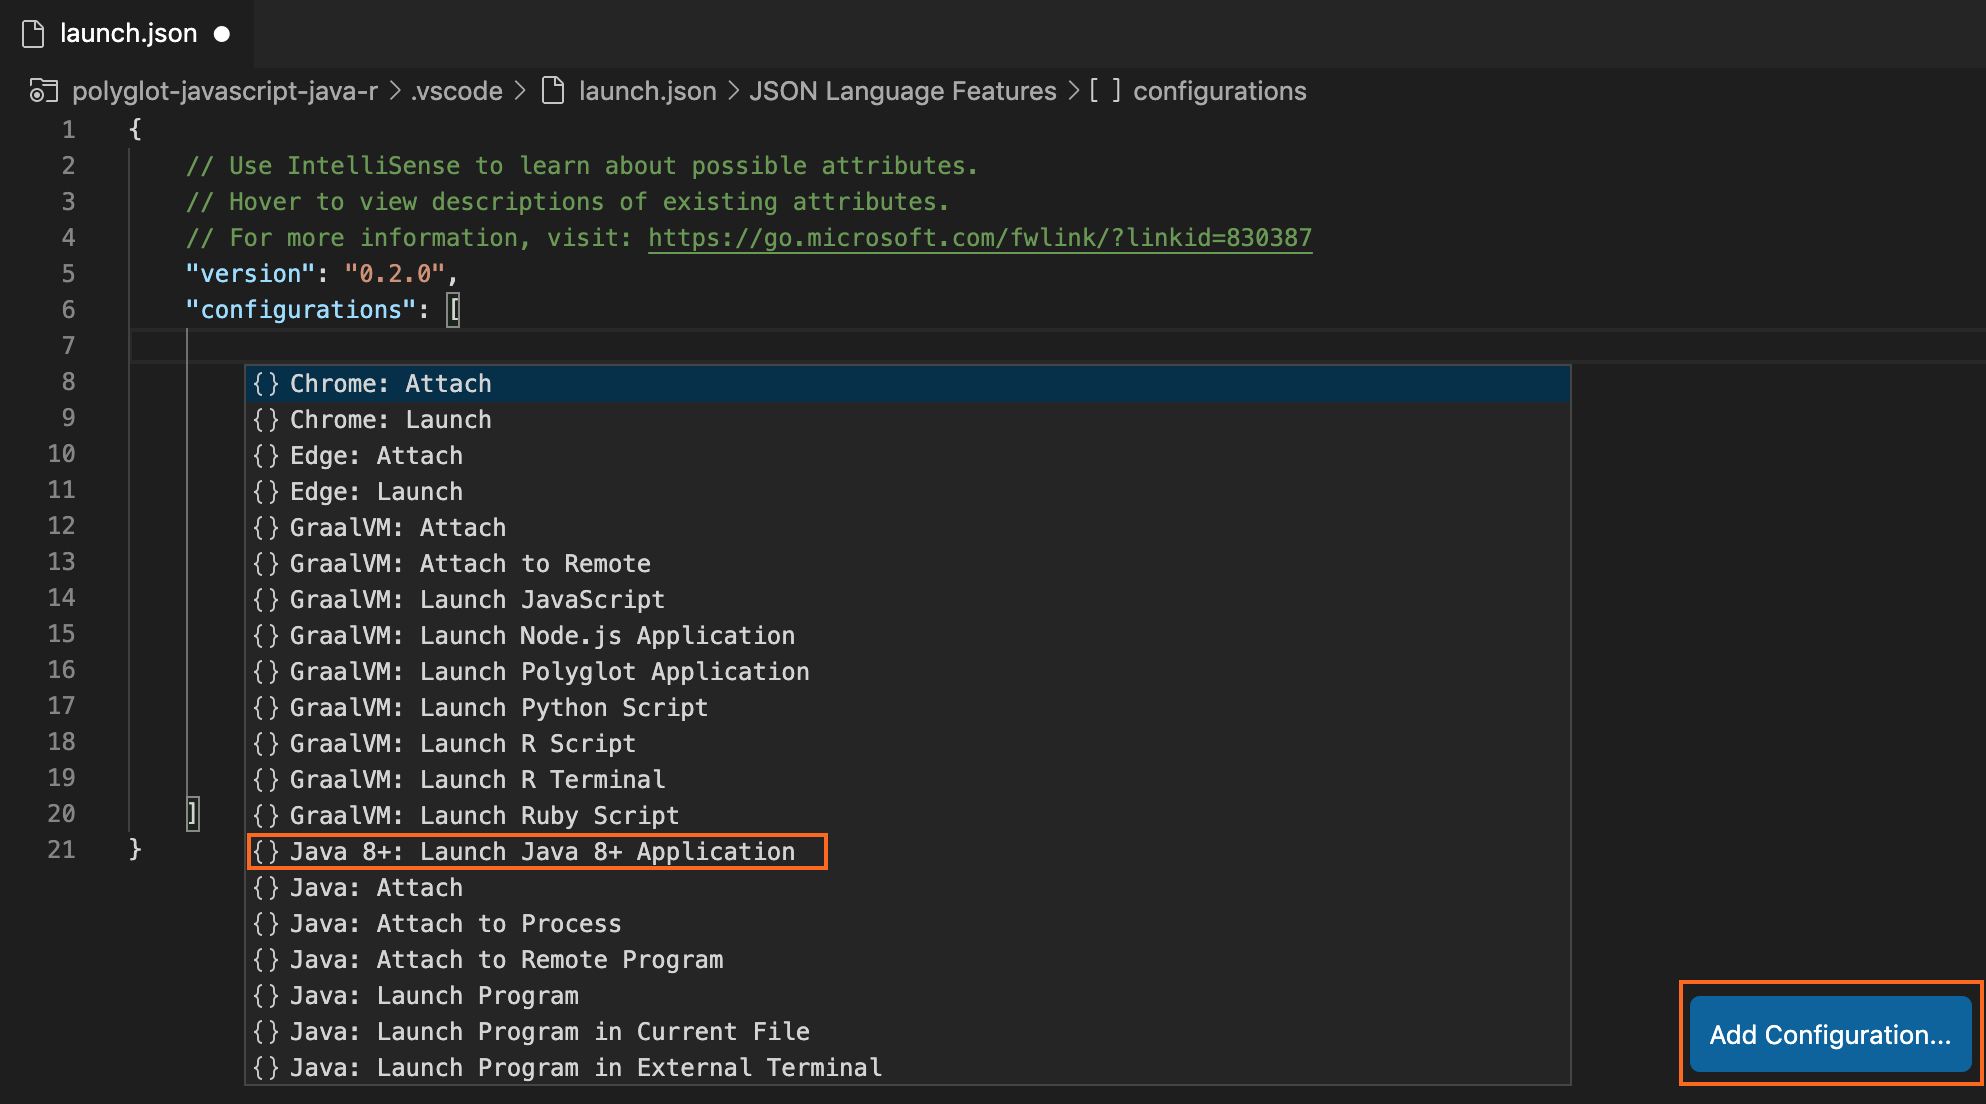 launch.json
polyglot-javascript-java-r > .vscode > launch.json > JSON Language Features > [ ] configurations
1 {
2 // Use IntelliSense to learn about possible attributes.
3 // Hover to view descriptions of existing attributes.
4 // For more information, visit: https://go.microsoft.com/fwlink/?linkid=830387
5 "version": "0.2.0",
6 "configurations": [
7
8 {} Chrome: Attach
9 {} Chrome: Launch
10 {} Edge: Attach
11 {} Edge: Launch
12 {} GraalVM: Attach
13 {} GraalVM: Attach to Remote
14 {} GraalVM: Launch JavaScript
15 {} GraalVM: Launch Node.js Application
16 {} GraalVM: Launch Polyglot Application
17 {} GraalVM: Launch Python Script
18 {} GraalVM: Launch R Script
19 {} GraalVM: Launch R Terminal
20 ] {} GraalVM: Launch Ruby Script
21 } {} Java 8+: Launch Java 8+ Application
{} Java: Attach
{} Java: Attach to Process
{} Java: Attach to Remote Program
{} Java: Launch Program
{} Java: Launch Program in Current File
{} Java: Launch Program in External Terminal
Add Configuration...